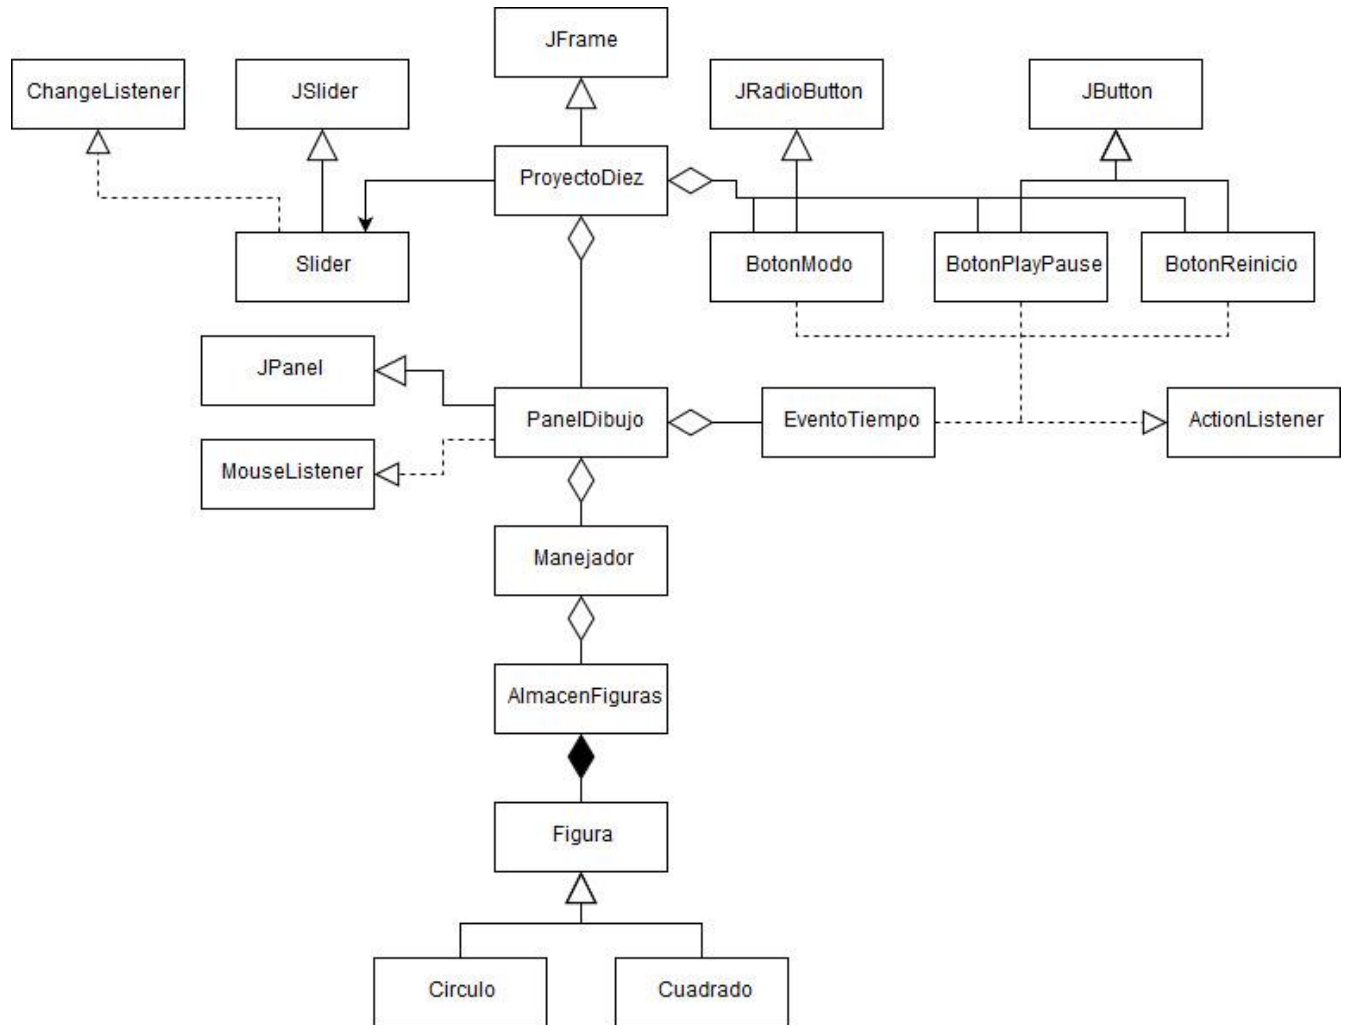 JFrame
ChangeListener
JSlider
JRadioButton
JButton
ProyectoDiez
Slider
BotonModo
BotonPlayPause
BotonReinicio
JPanel
PanelDibujo
EventoTiempo
ActionListener
MouseListener
Manejador
AlmacenFiguras
Figura
Circulo
Cuadrado